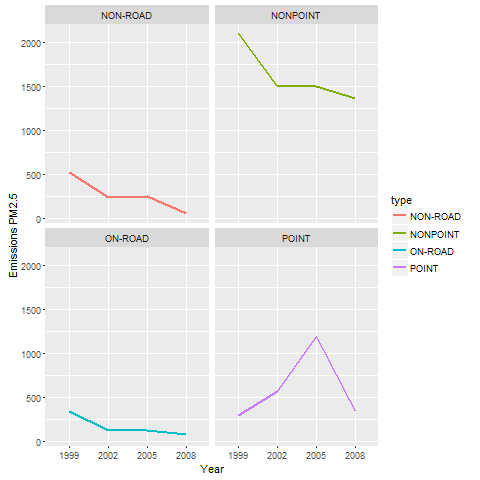 NON-ROAD
NONPOINT
2000
1500
1000
500
0
ON-ROAD
POINT
2000
1500
1000
500
0
1999
2002
2005
2008
1999
2002
2005
2008
Year
Emissions PM2.5
type
NON-ROAD
NONPOINT
ON-ROAD
POINT